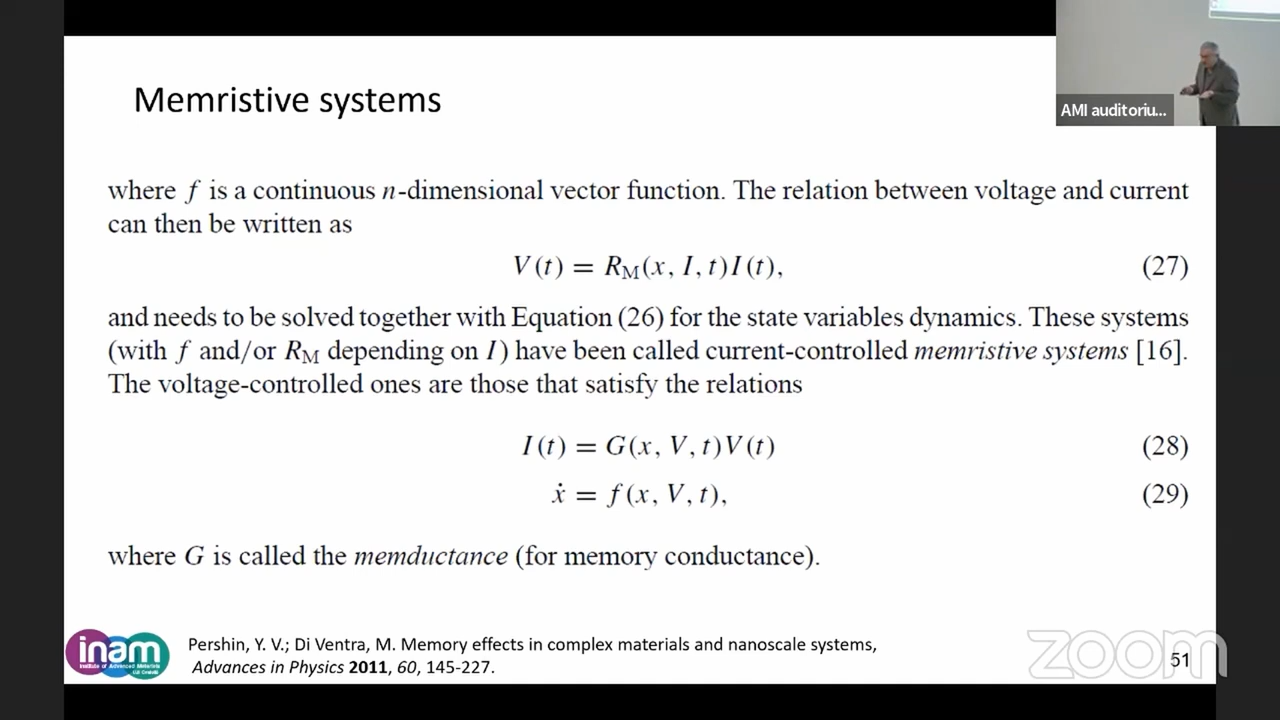 Memristive systems
AMI auditoriu...
where f is a continuous n-dimensional vector function. The relation between voltage and current
can then be written as
V(t) = R_M(x, I, t)I(t), (27)
and needs to be solved together with Equation (26) for the state variables dynamics. These systems
(with f and/or R_M depending on I) have been called current-controlled memristive systems [16].
The voltage-controlled ones are those that satisfy the relations
I(t) = G(x, V, t)V(t) (28)
ẋ = f(x, V, t), (29)
where G is called the memductance (for memory conductance).
inam
Institute of Advanced Materials
Pershin, Y. V.; Di Ventra, M. Memory effects in complex materials and nanoscale systems,
Advances in Physics 2011, 60, 145-227.
zoom
51